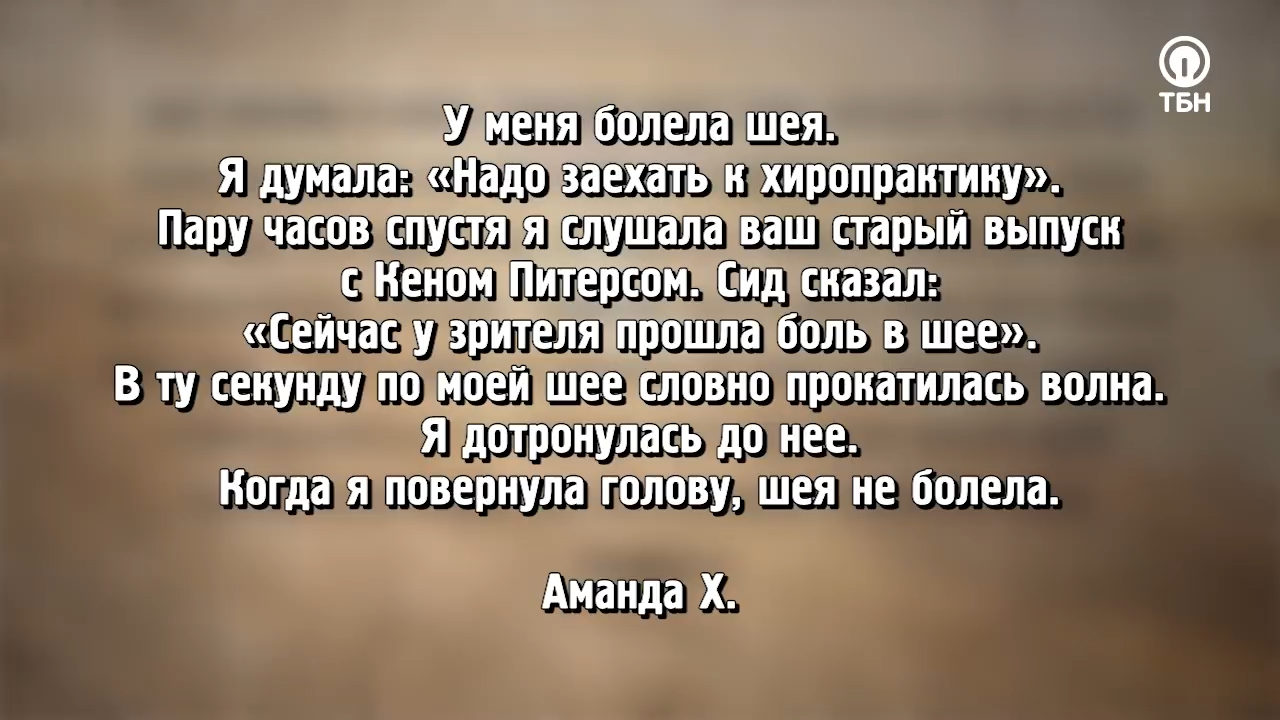 ТБН
У меня болела шея.
Я думала: «Надо заехать к хиропрактику».
Пару часов спустя я слушала ваш старый выпуск
с Кеном Питерсом. Сид сказал:
«Сейчас у зрителя прошла боль в шее».
В ту секунду по моей шее словно прокатилась волна.
Я дотронулась до нее.
Когда я повернула голову, шея не болела.
Аманда Х.